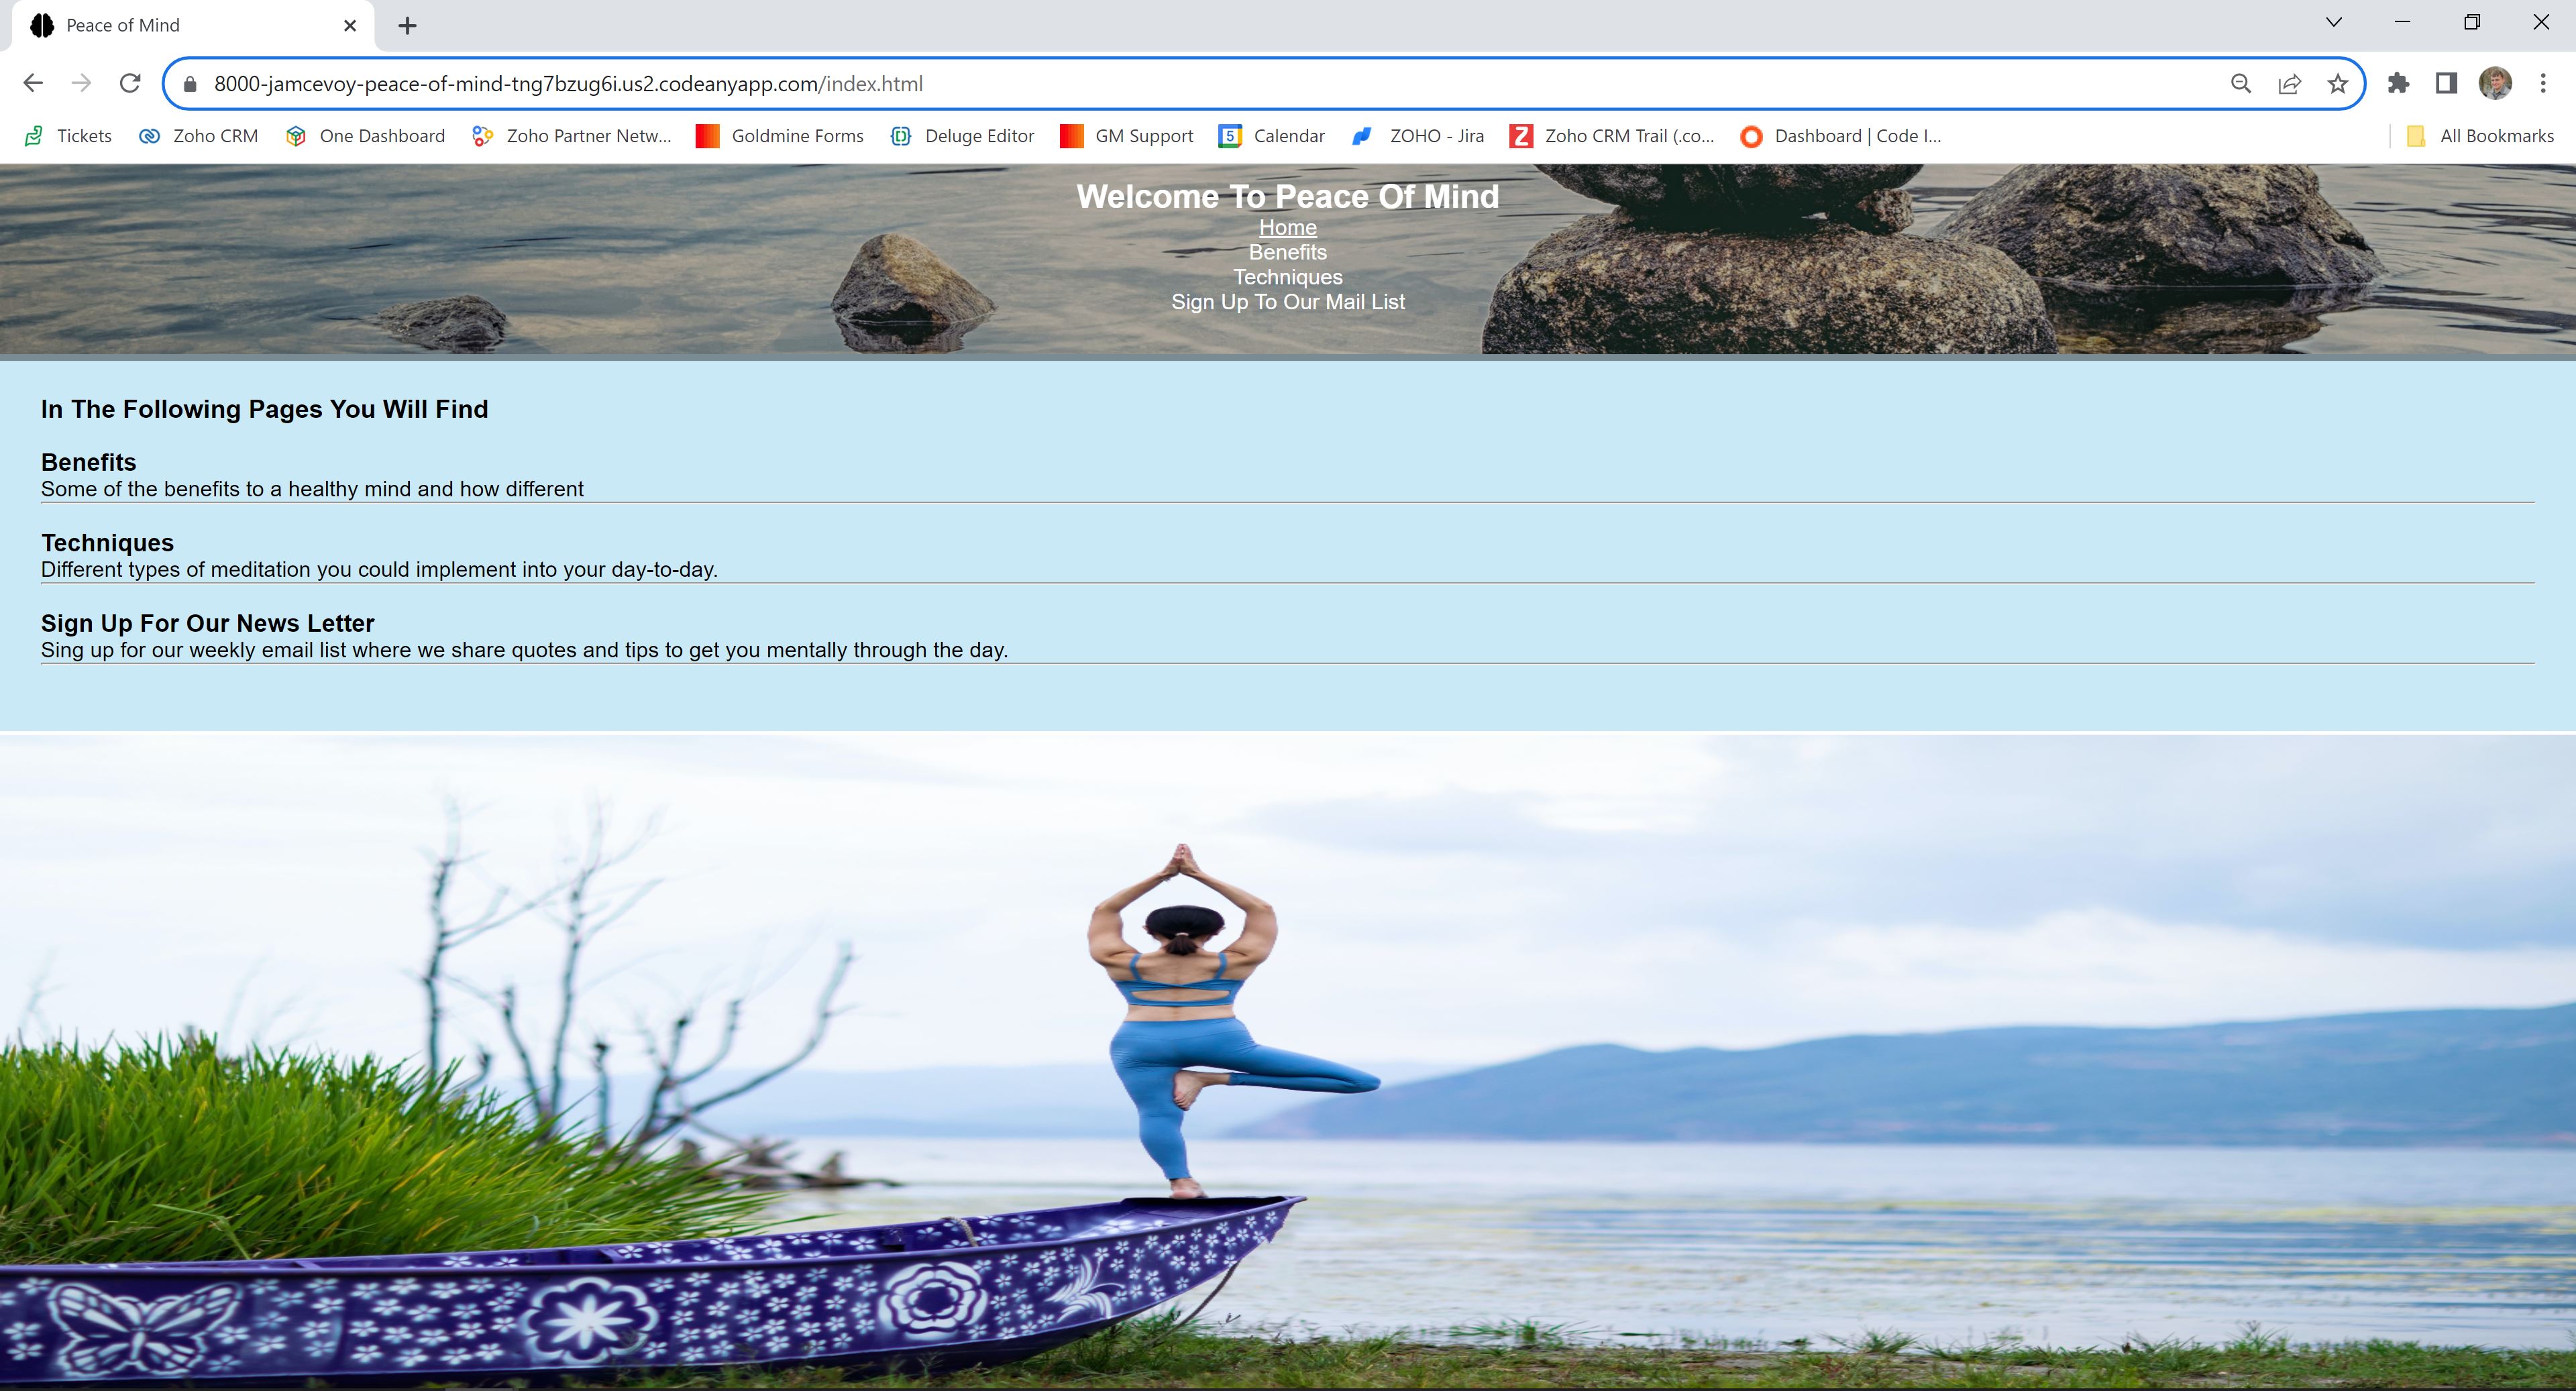 Peace of Mind
8000-jamcevoy-peace-of-mind-tng7bzug6i.us2.codeanyapp.com/index.html
Tickets Zoho CRM One Dashboard Zoho Partner Netw... Goldmine Forms Deluge Editor GM Support 5 Calendar ZOHO - Jira Z Zoho CRM Trail (.co... Dashboard | Code I... All Bookmarks
Welcome To Peace Of Mind
Home
Benefits
Techniques
Sign Up To Our Mail List
In The Following Pages You Will Find
Benefits
Some of the benefits to a healthy mind and how different
Techniques
Different types of meditation you could implement into your day-to-day.
Sign Up For Our News Letter
Sing up for our weekly email list where we share quotes and tips to get you mentally through the day.